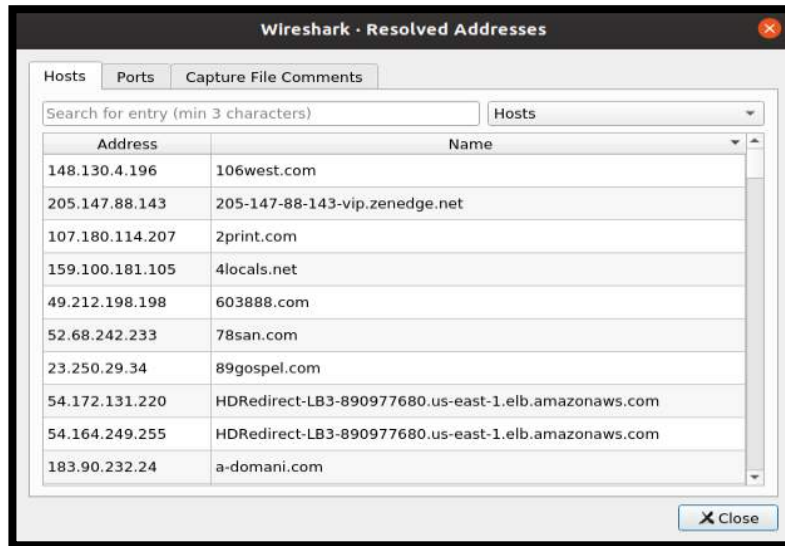 Wireshark · Resolved Addresses
Hosts Ports Capture File Comments
Search for entry (min 3 characters) Hosts
Address Name
148.130.4.196 106west.com
205.147.88.143 205-147-88-143-vip.zenedge.net
107.180.114.207 2print.com
159.100.181.105 4locals.net
49.212.198.198 603888.com
52.68.242.233 78san.com
23.250.29.34 89gospel.com
54.172.131.220 HDRedirect-LB3-890977680.us-east-1.elb.amazonaws.com
54.164.249.255 HDRedirect-LB3-890977680.us-east-1.elb.amazonaws.com
183.90.232.24 a-domani.com
Close